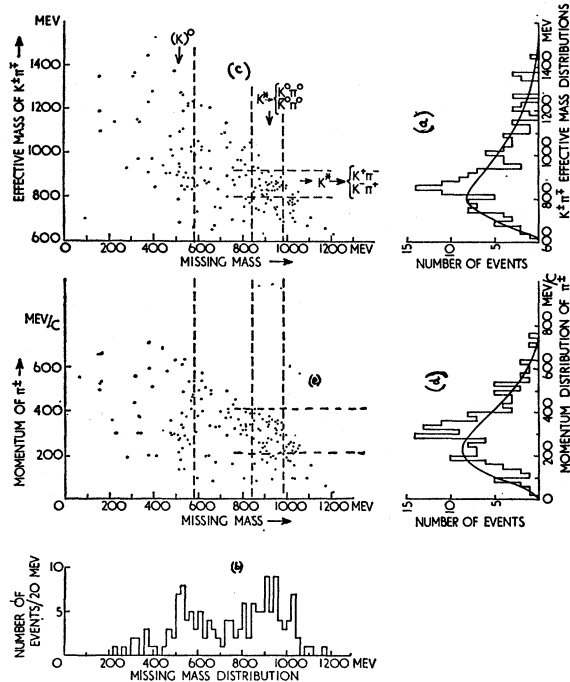 MEV
EFFECTIVE MASS OF K±π∓ →
1400
1200
1000
800
600
(K)⁰
(c)
K* → { K⁰π⁰
K̄⁰π⁰
→ K* → { K⁺π⁻
K⁻π⁺
0 200 400 600 800 1000 1200 MEV
MISSING MASS →
(a)
15 10 5
NUMBER OF EVENTS
600 800 1000 1200 1400 MEV
K±π∓ EFFECTIVE MASS DISTRIBUTIONS
MEV/C
MOMENTUM OF π± →
600
400
200
(e)
0 200 400 600 800 1000 1200 MEV
MISSING MASS →
(d)
15 10 5
NUMBER OF EVENTS
0 200 400 600 800 MEV/C
MOMENTUM DISTRIBUTION OF π±
NUMBER OF
EVENTS/20 MEV
10
5
(b)
0 200 400 600 800 1000 1200 MEV
MISSING MASS DISTRIBUTION